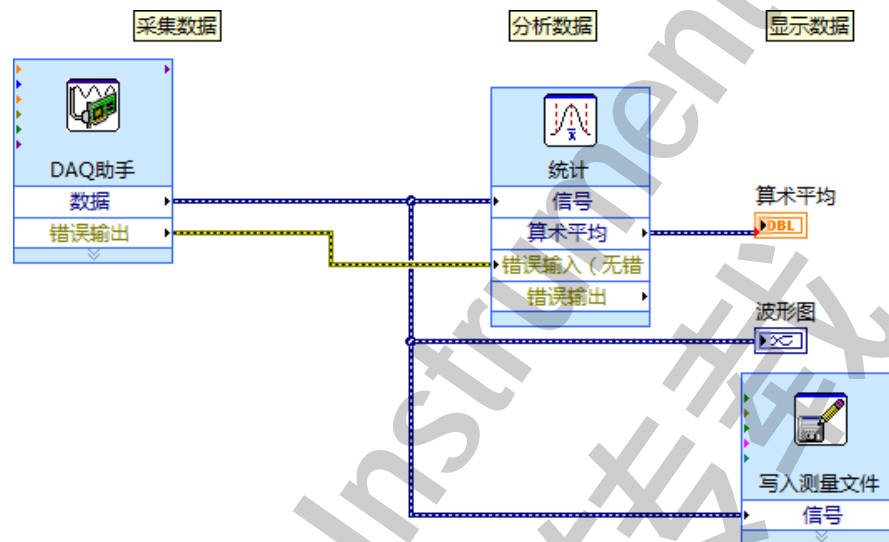 采集数据
分析数据
显示数据
DAQ助手
数据
错误输出
统计
信号
算术平均
错误输入（无错
错误输出
算术平均
DBL
波形图
写入测量文件
信号
Instrument
转载